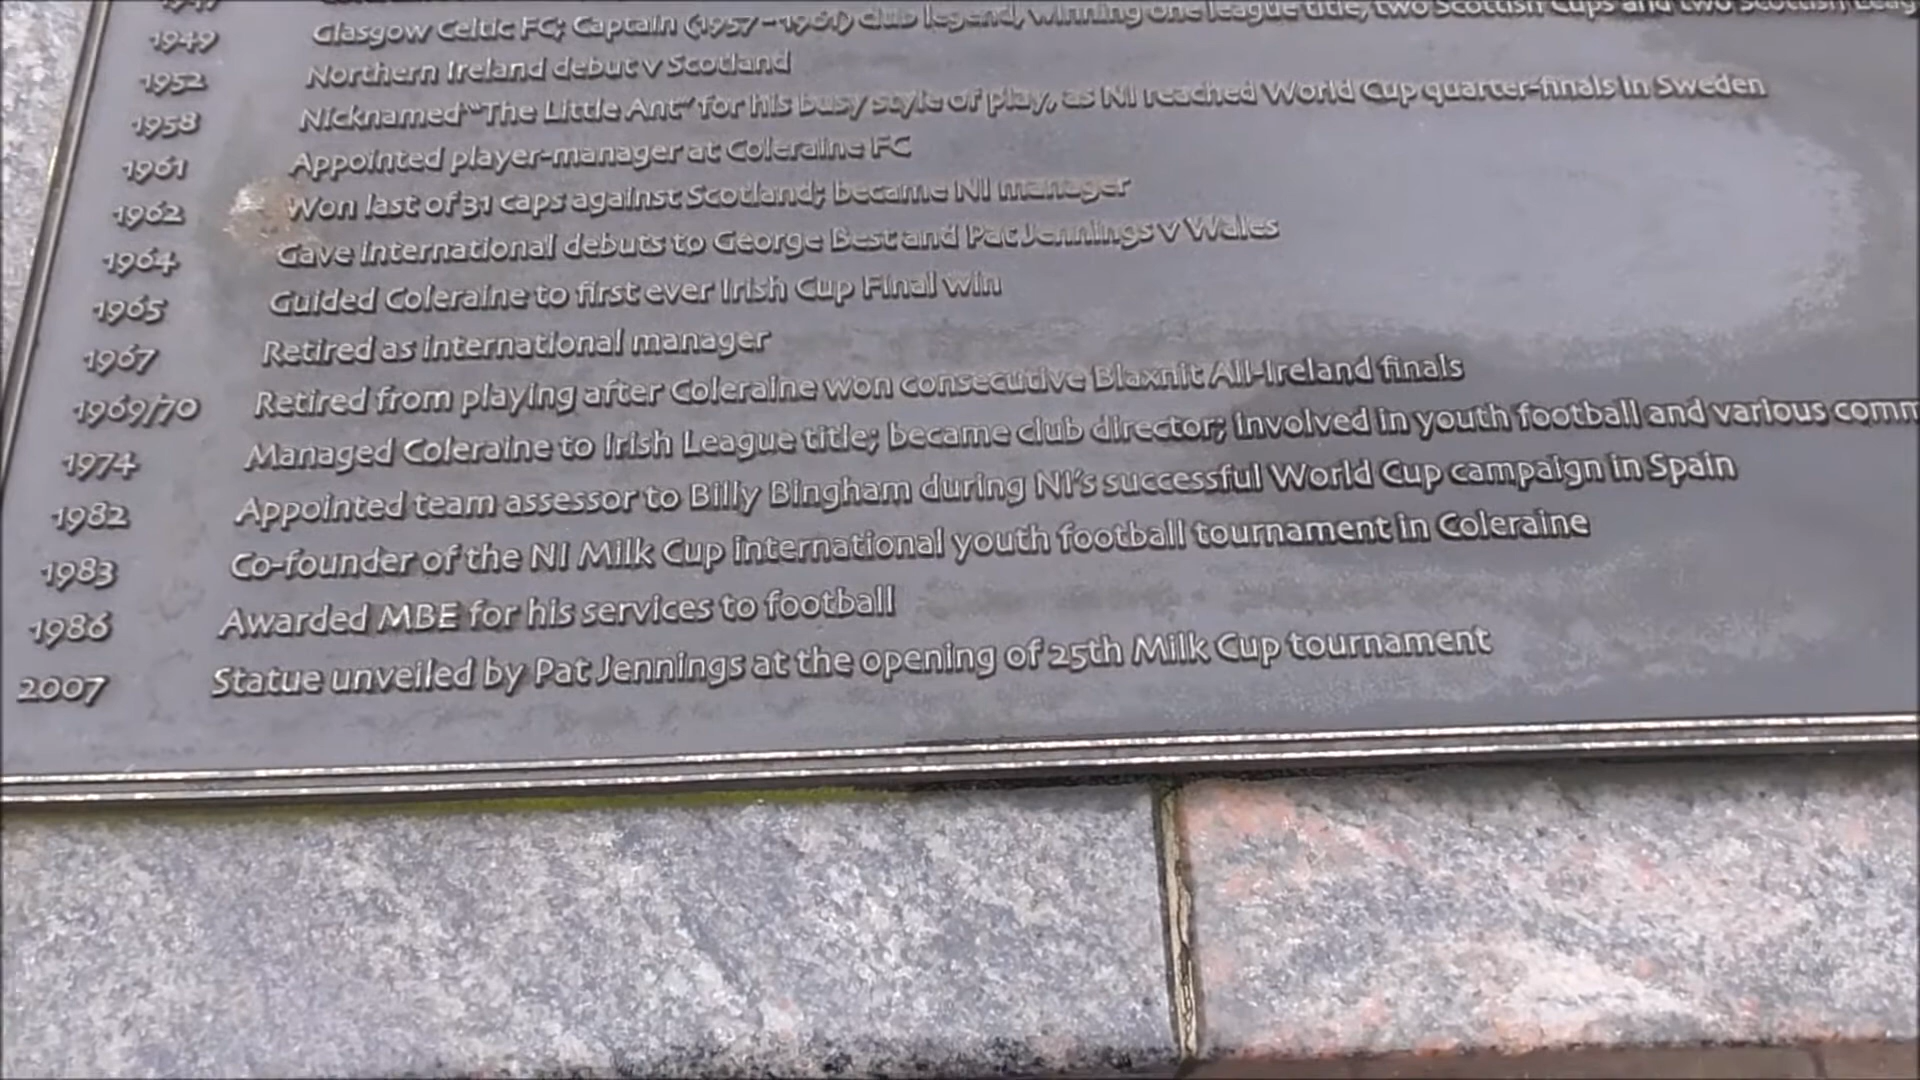 1949 Glasgow Celtic FC; Captain (1957-1961) club legend, winning one league title, two Scottish Cups and two Scottish
1952 Northern Ireland debut v Scotland
1958 Nicknamed "The Little Ant" for his busy style of play, as NI reached World Cup quarter-finals in Sweden
1961 Appointed player-manager at Coleraine FC
1962 Won last of 31 caps against Scotland; became NI manager
1964 Gave international debuts to George Best and Pat Jennings v Wales
1965 Guided Coleraine to first ever Irish Cup Final win
1967 Retired as international manager
1969/70 Retired from playing after Coleraine won consecutive Blaxnit All-Ireland finals
1974 Managed Coleraine to Irish League title; became club director; involved in youth football and various
1982 Appointed team assessor to Billy Bingham during NI's successful World Cup campaign in Spain
1983 Co-founder of the NI Milk Cup international youth football tournament in Coleraine
1986 Awarded MBE for his services to football
2007 Statue unveiled by Pat Jennings at the opening of 25th Milk Cup tournament